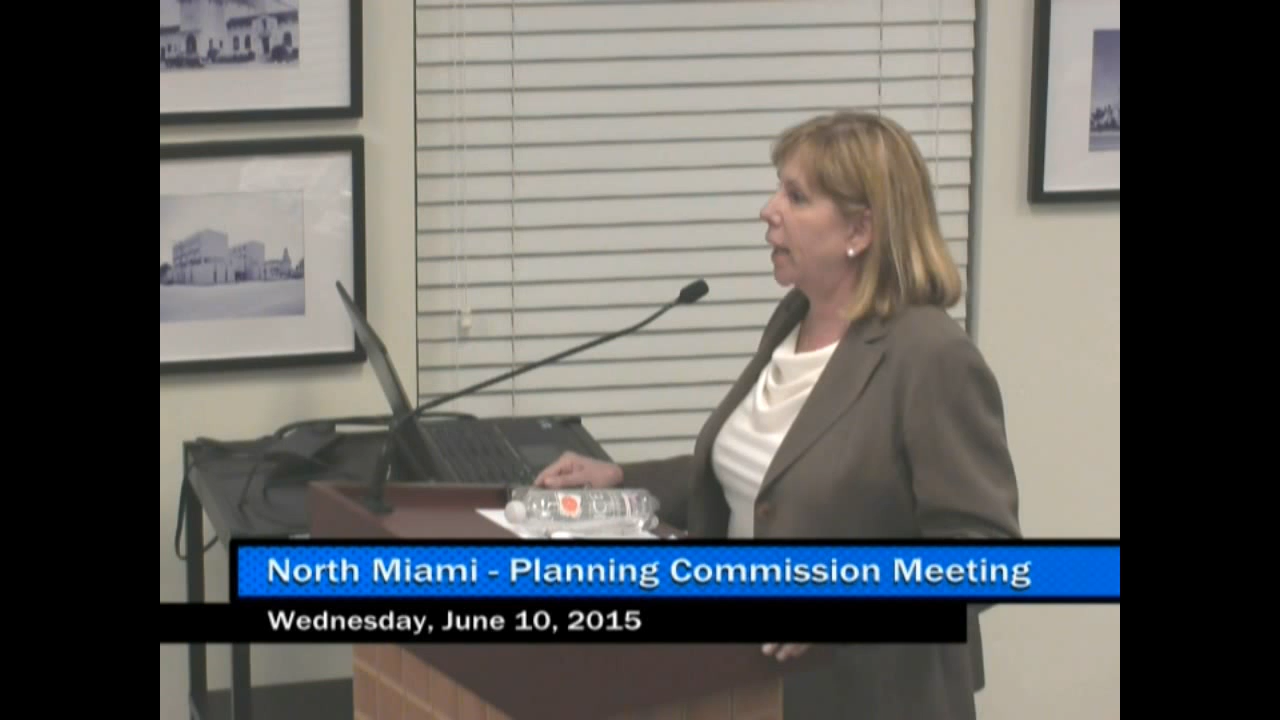 North Miami - Planning Commission Meeting
Wednesday, June 10, 2015